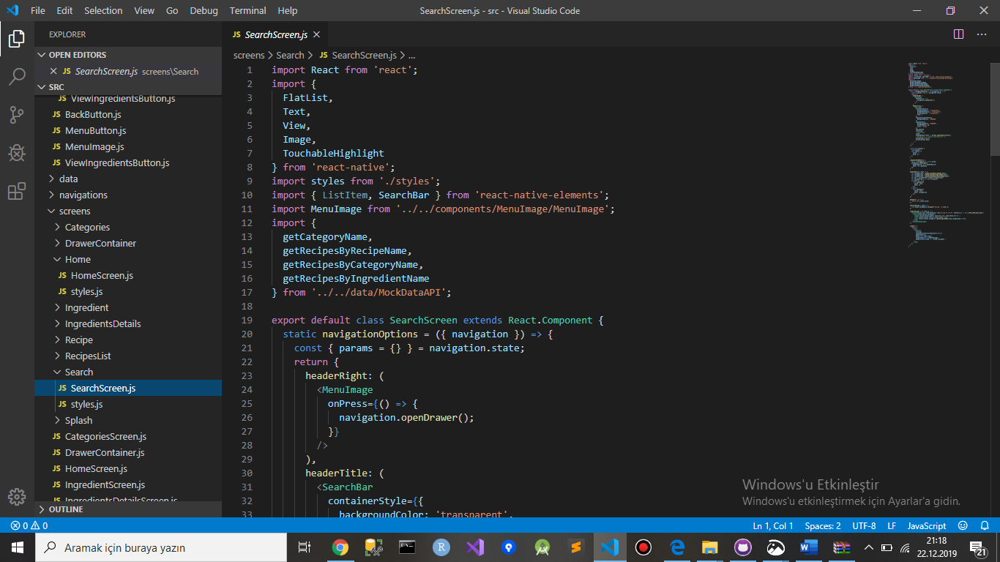 File Edit Selection View Go Debug Terminal Help SearchScreen.js - src - Visual Studio Code
EXPLORER
OPEN EDITORS
JS SearchScreen.js screens\Search
SRC
ViewIngredientsButton.js
JS BackButton.js
JS MenuButton.js
JS MenuImage.js
JS ViewIngredientsButton.js
data
navigations
screens
Categories
DrawerContainer
Home
JS HomeScreen.js
JS styles.js
Ingredient
IngredientsDetails
Recipe
RecipesList
Search
JS SearchScreen.js
JS styles.js
Splash
JS CategoriesScreen.js
JS DrawerContainer.js
JS HomeScreen.js
JS IngredientScreen.js
JS IngredientsDetailsScreen.js
OUTLINE
JS SearchScreen.js
screens > Search > JS SearchScreen.js > ...
1 import React from 'react';
2 import {
3 FlatList,
4 Text,
5 View,
6 Image,
7 TouchableHighlight
8 } from 'react-native';
9 import styles from './styles';
10 import { ListItem, SearchBar } from 'react-native-elements';
11 import MenuImage from '../../components/MenuImage/MenuImage';
12 import {
13 getCategoryName,
14 getRecipesByRecipeName,
15 getRecipesByCategoryName,
16 getRecipesByIngredientName
17 } from '../../data/MockDataAPI';
18
19 export default class SearchScreen extends React.Component {
20 static navigationOptions = ({ navigation }) => {
21 const { params = {} } = navigation.state;
22 return {
23 headerRight: (
24 <MenuImage
25 onPress={() => {
26 navigation.openDrawer();
27 }}
28 />
29 ),
30 headerTitle: (
31 <SearchBar
32 containerStyle={{
33 backgroundColor: 'transparent',
Windows'u Etkinleştir
Windows'u etkinleştirmek için Ayarlar'a gidin.
0 0 Ln 1, Col 1 Spaces: 2 UTF-8 LF JavaScript
Aramak için buraya yazın
R
21:18
22.12.2019
21